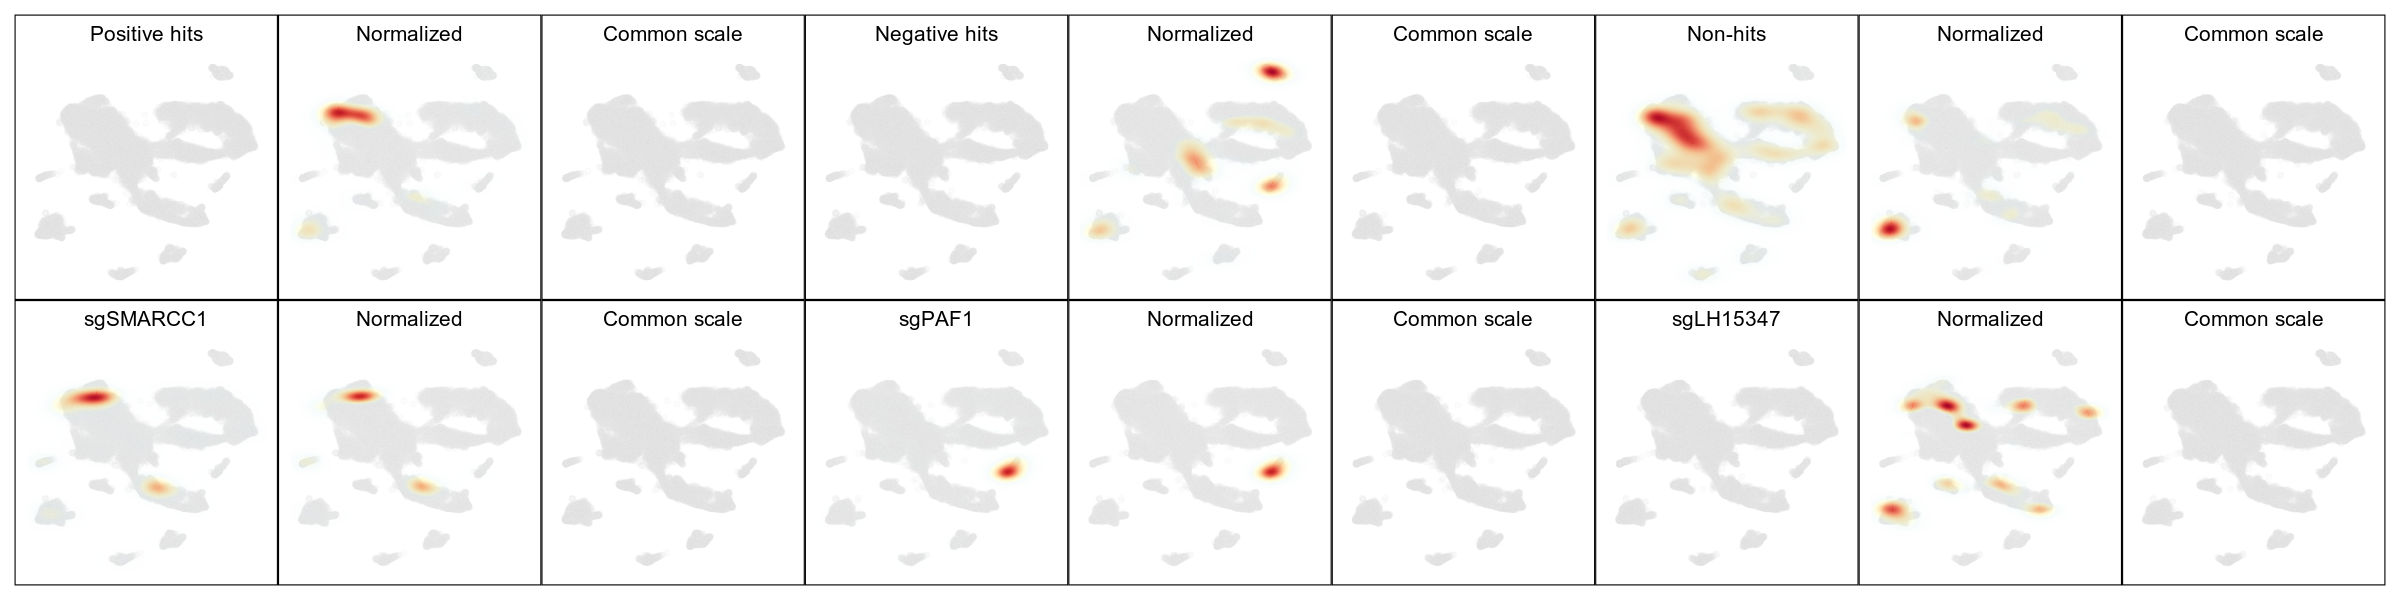 Positive hits
Normalized
Common scale
Negative hits
Normalized
Common scale
Non-hits
Normalized
Common scale
sgSMARCC1
Normalized
Common scale
sgPAF1
Normalized
Common scale
sgLH15347
Normalized
Common scale